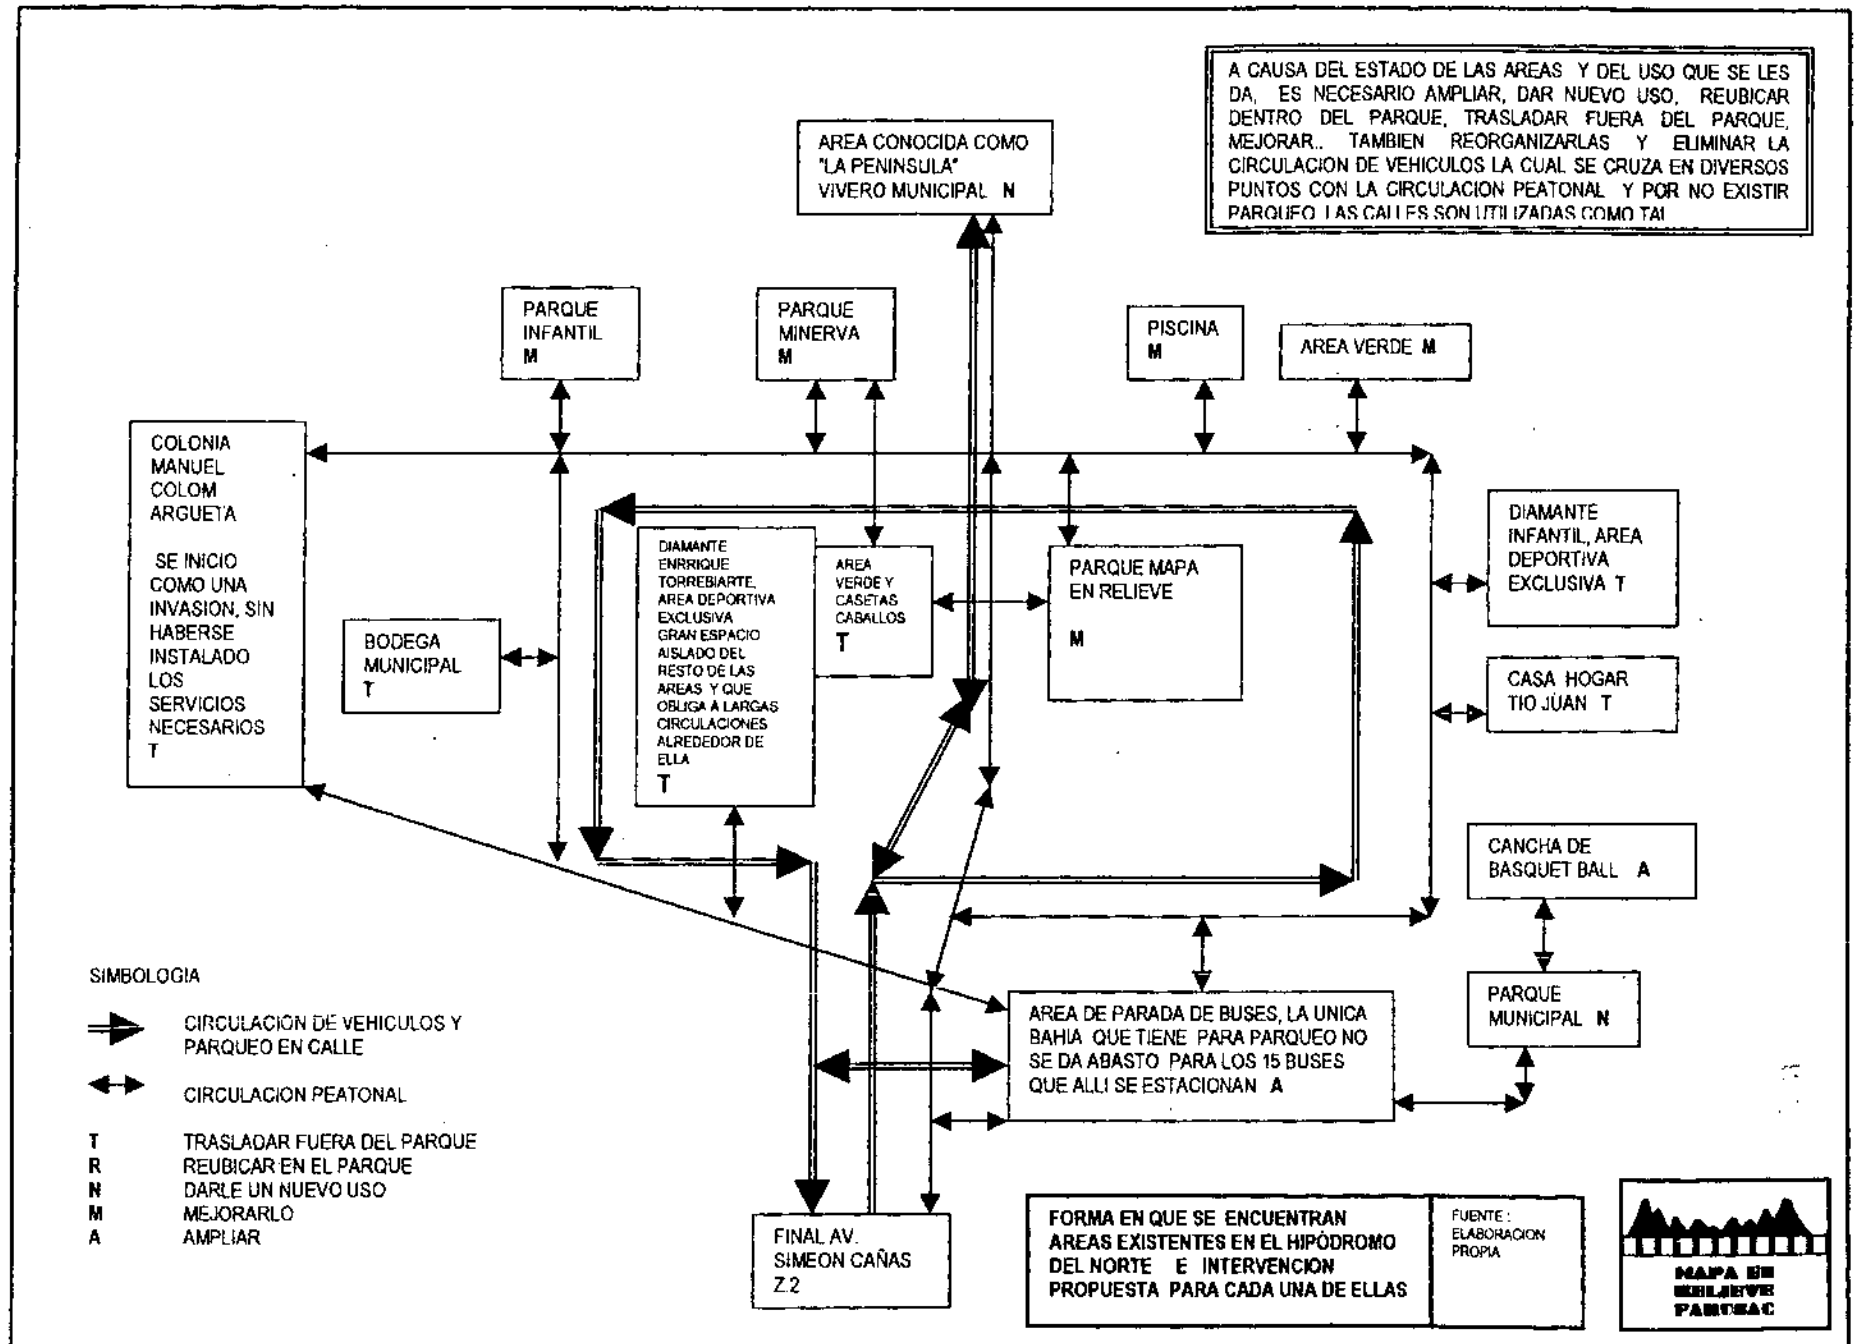 A CAUSA DEL ESTADO DE LAS AREAS Y DEL USO QUE SE LES
DA, ES NECESARIO AMPLIAR, DAR NUEVO USO, REUBICAR
DENTRO DEL PARQUE, TRASLADAR FUERA DEL PARQUE,
MEJORAR.. TAMBIEN REORGANIZARLAS Y ELIMINAR LA
CIRCULACION DE VEHICULOS LA CUAL SE CRUZA EN DIVERSOS
PUNTOS CON LA CIRCULACION PEATONAL Y POR NO EXISTIR
PARQUEO LAS CALLES SON UTILIZADAS COMO TAL
AREA CONOCIDA COMO
"LA PENINSULA"
VIVERO MUNICIPAL N
PARQUE
INFANTIL
M
PARQUE
MINERVA
M
PISCINA
M
AREA VERDE M
COLONIA
MANUEL
COLOM
ARGUETA
SE INICIO
COMO UNA
INVASION, SIN
HABERSE
INSTALADO
LOS
SERVICIOS
NECESARIOS
T
BODEGA
MUNICIPAL
T
DIAMANTE
ENRRIQUE
TORREBIARTE,
AREA DEPORTIVA
EXCLUSIVA
GRAN ESPACIO
AISLADO DEL
RESTO DE LAS
AREAS Y QUE
OBLIGA A LARGAS
CIRCULACIONES
ALREDEDOR DE
ELLA
T
AREA
VERDE Y
CASETAS
CABALLOS
T
PARQUE MAPA
EN RELIEVE
M
DIAMANTE
INFANTIL, AREA
DEPORTIVA
EXCLUSIVA T
CASA HOGAR
TIO JUAN T
CANCHA DE
BASQUET BALL A
PARQUE
MUNICIPAL N
AREA DE PARADA DE BUSES, LA UNICA
BAHIA QUE TIENE PARA PARQUEO NO
SE DA ABASTO PARA LOS 15 BUSES
QUE ALLI SE ESTACIONAN A
SIMBOLOGIA
CIRCULACION DE VEHICULOS Y
PARQUEO EN CALLE
CIRCULACION PEATONAL
T TRASLADAR FUERA DEL PARQUE
R REUBICAR EN EL PARQUE
N DARLE UN NUEVO USO
M MEJORARLO
A AMPLIAR
FINAL AV.
SIMEON CAÑAS
Z.2
FORMA EN QUE SE ENCUENTRAN
AREAS EXISTENTES EN EL HIPÓDROMO
DEL NORTE E INTERVENCION
PROPUESTA PARA CADA UNA DE ELLAS
FUENTE :
ELABORACION
PROPIA
MAPA EN
RELIEVE